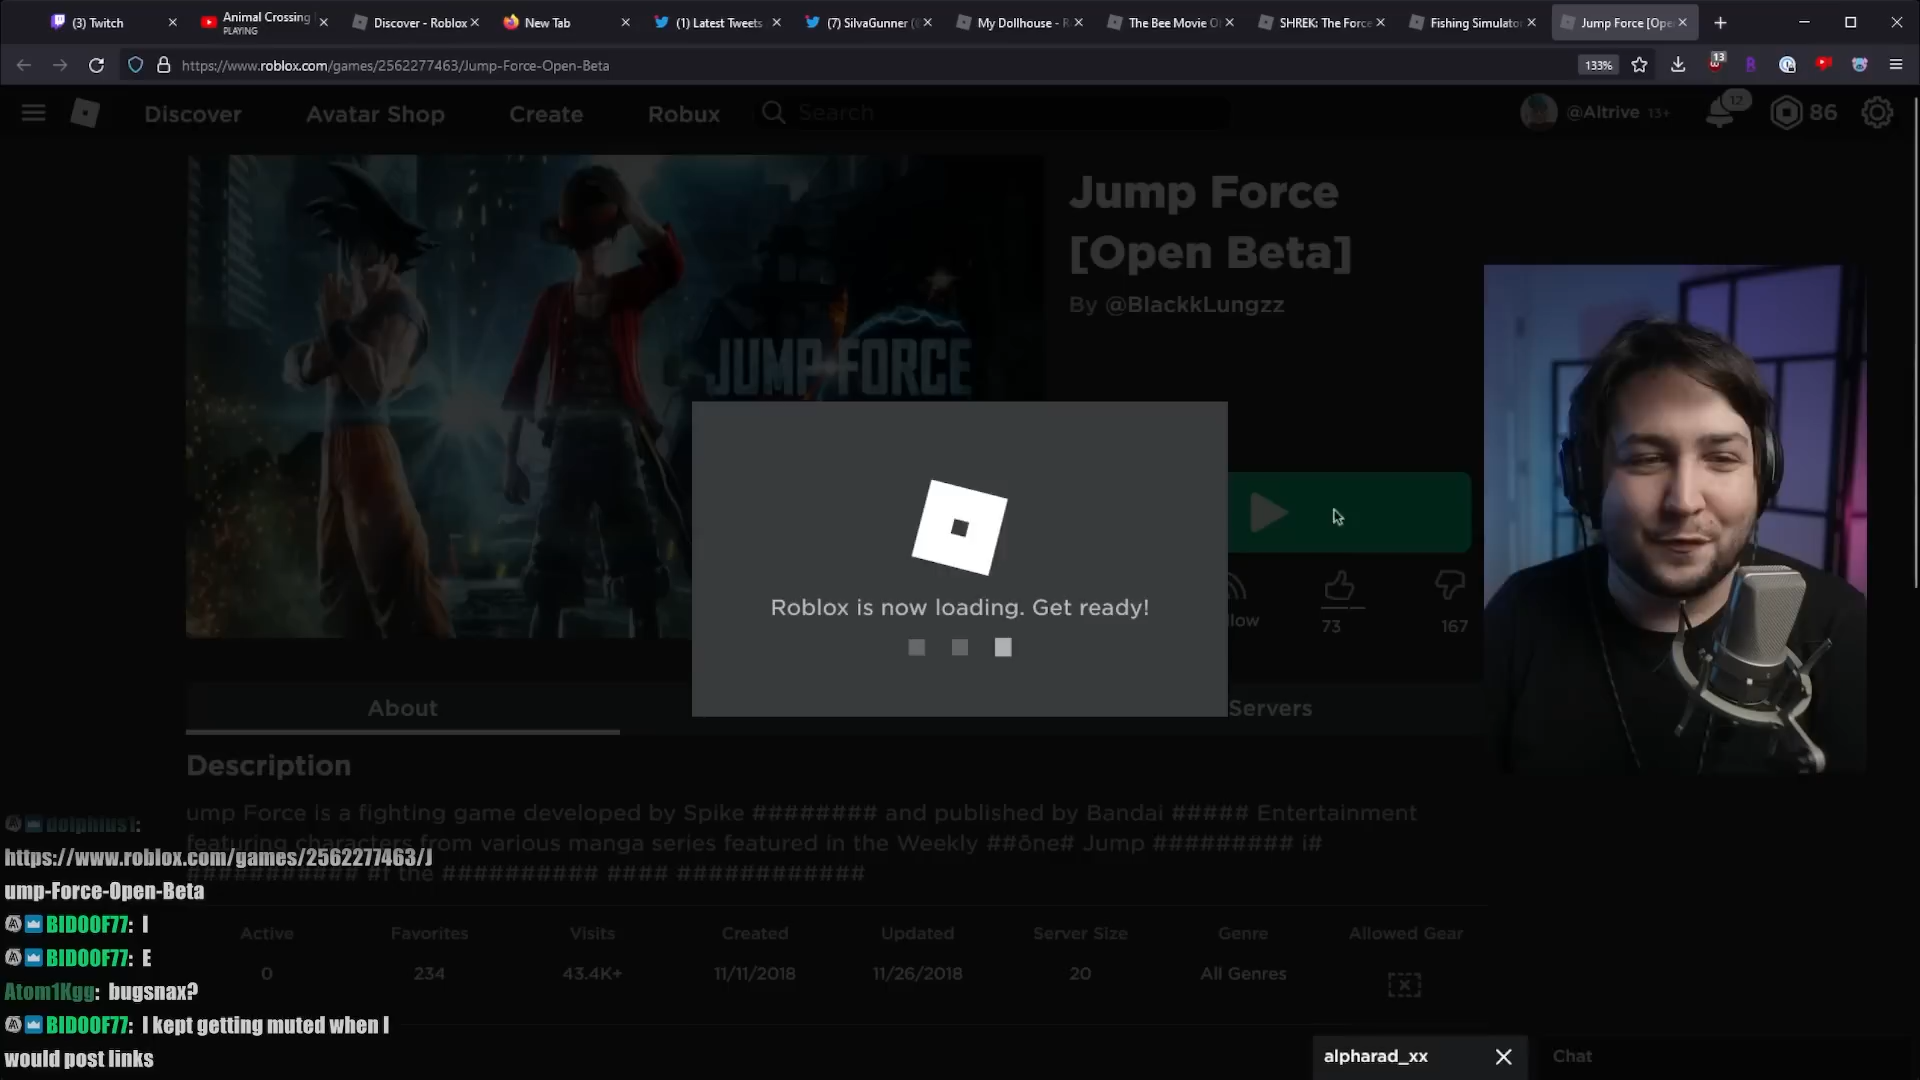 (3) Twitch
Animal Crossing
PLAYING
Discover - Roblox
New Tab
(1) Latest Tweets
(7) SilvaGunner (
My Dollhouse - R
The Bee Movie O
SHREK: The Force
Fishing Simulator
Jump Force [Ope
https://www.roblox.com/games/2562277463/Jump-Force-Open-Beta
133%
13
Discover
Avatar Shop
Create
Robux
Search
@Altrive 13+
12
86
JUMP FORCE
Jump Force
[Open Beta]
By @BlackkLungzz
Roblox is now loading. Get ready!
llow
73
167
About
Servers
Description
ump Force is a fighting game developed by Spike ######## and published by Bandai ##### Entertainment
featuring characters from various manga series featured in the Weekly ##ōne# Jump ######### i#
########### #f the ########## #### ############
Active
Favorites
Visits
Created
Updated
Server Size
Genre
Allowed Gear
0
234
43.4K+
11/11/2018
11/26/2018
20
All Genres
dolphius1:
https://www.roblox.com/games/2562277463/J
ump-Force-Open-Beta
BIDOOF77: I
BIDOOF77: E
Atom1Kgg: bugsnax?
BIDOOF77: I kept getting muted when I
would post links
alpharad_xx
Chat